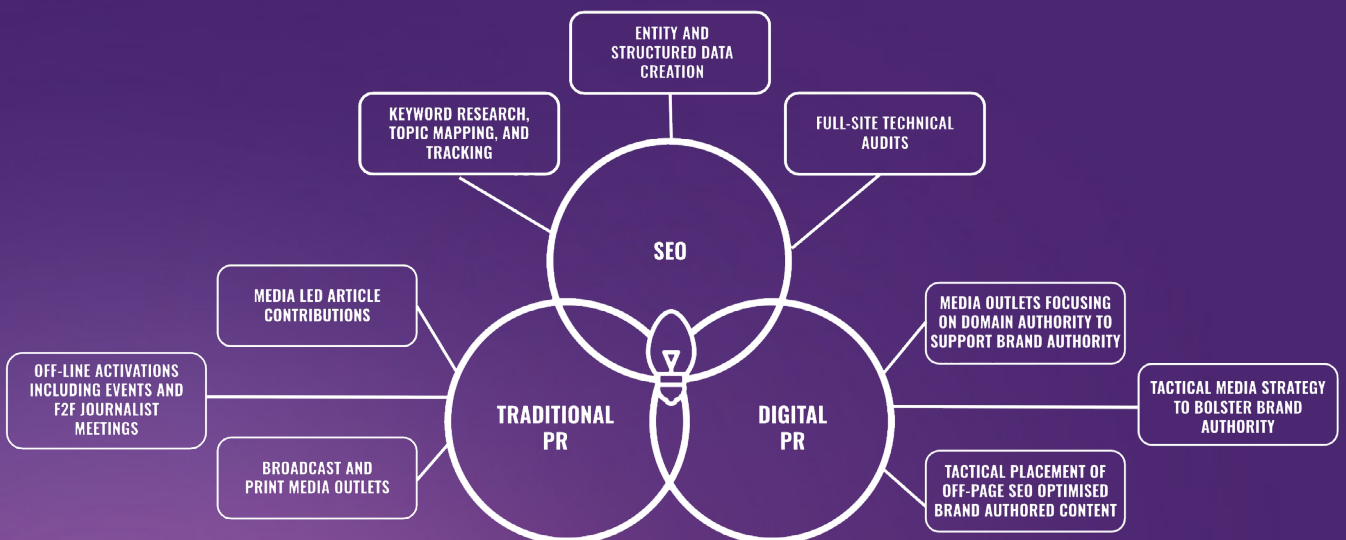 ENTITY AND
STRUCTURED DATA
CREATION
KEYWORD RESEARCH,
TOPIC MAPPING, AND
TRACKING
FULL-SITE TECHNICAL
AUDITS
SEO
MEDIA LED ARTICLE
CONTRIBUTIONS
OFF-LINE ACTIVATIONS
INCLUDING EVENTS AND
F2F JOURNALIST
MEETINGS
BROADCAST AND
PRINT MEDIA OUTLETS
TRADITIONAL
PR
DIGITAL
PR
MEDIA OUTLETS FOCUSING
ON DOMAIN AUTHORITY TO
SUPPORT BRAND AUTHORITY
TACTICAL MEDIA STRATEGY
TO BOLSTER BRAND
AUTHORITY
TACTICAL PLACEMENT OF
OFF-PAGE SEO OPTIMISED
BRAND AUTHORED CONTENT